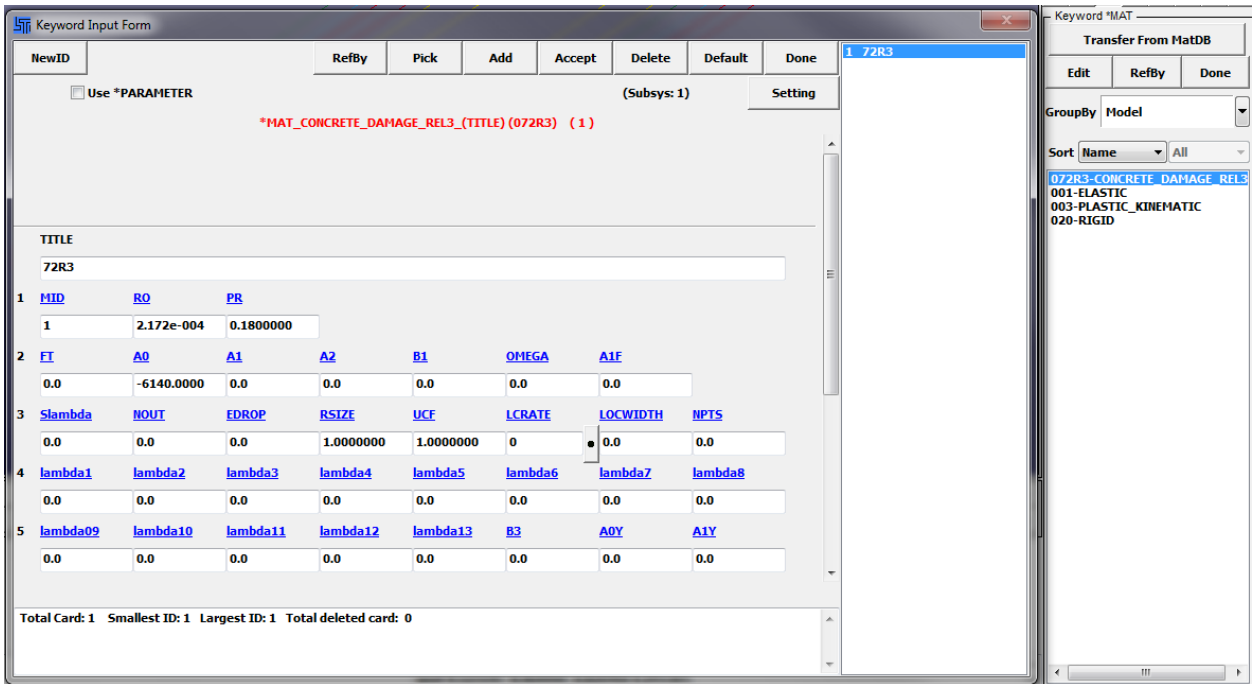 Keyword Input Form
NewID RefBy Pick Add Accept Delete Default Done
Use *PARAMETER (Subsys: 1) Setting
*MAT_CONCRETE_DAMAGE_REL3_(TITLE) (072R3) (1)
TITLE
72R3
1 MID RO PR
1 2.172e-004 0.1800000
2 FT A0 A1 A2 B1 OMEGA A1F
0.0 -6140.0000 0.0 0.0 0.0 0.0 0.0
3 Slambda NOUT EDROP RSIZE UCF LCRATE LOCWIDTH NPTS
0.0 0.0 0.0 1.0000000 1.0000000 0 0.0 0.0
4 lambda1 lambda2 lambda3 lambda4 lambda5 lambda6 lambda7 lambda8
0.0 0.0 0.0 0.0 0.0 0.0 0.0 0.0
5 lambda09 lambda10 lambda11 lambda12 lambda13 B3 A0Y A1Y
0.0 0.0 0.0 0.0 0.0 0.0 0.0 0.0
Total Card: 1 Smallest ID: 1 Largest ID: 1 Total deleted card: 0
1 72R3
Keyword *MAT
Transfer From MatDB
Edit RefBy Done
GroupBy Model
Sort Name All
072R3-CONCRETE_DAMAGE_REL3
001-ELASTIC
003-PLASTIC_KINEMATIC
020-RIGID